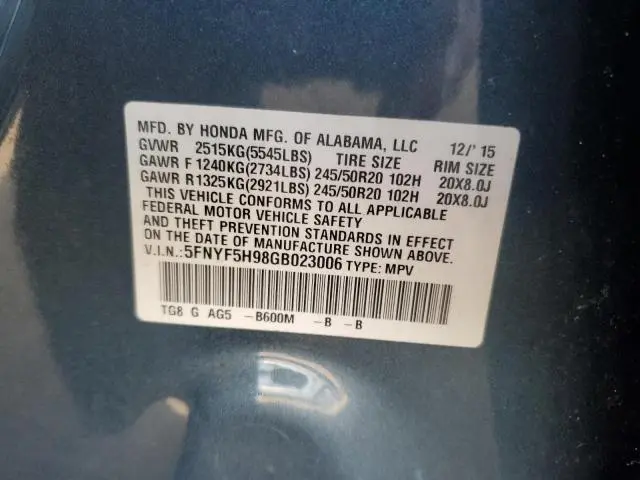 MFD. BY HONDA MFG. OF ALABAMA, LLC 12/'15
GVWR 2515KG(5545LBS) TIRE SIZE RIM SIZE
GAWR F 1240KG(2734LBS) 245/50R20 102H 20X8.0J
GAWR R 1325KG(2921LBS) 245/50R20 102H 20X8.0J
THIS VEHICLE CONFORMS TO ALL APPLICABLE
FEDERAL MOTOR VEHICLE SAFETY
AND THEFT PREVENTION STANDARDS IN EFFECT
ON THE DATE OF MANUFACTURE SHOWN ABOVE.
V.I.N.:5FNYF5H98GB023006 TYPE: MPV
TG8 G AG5 -B600M -B -B